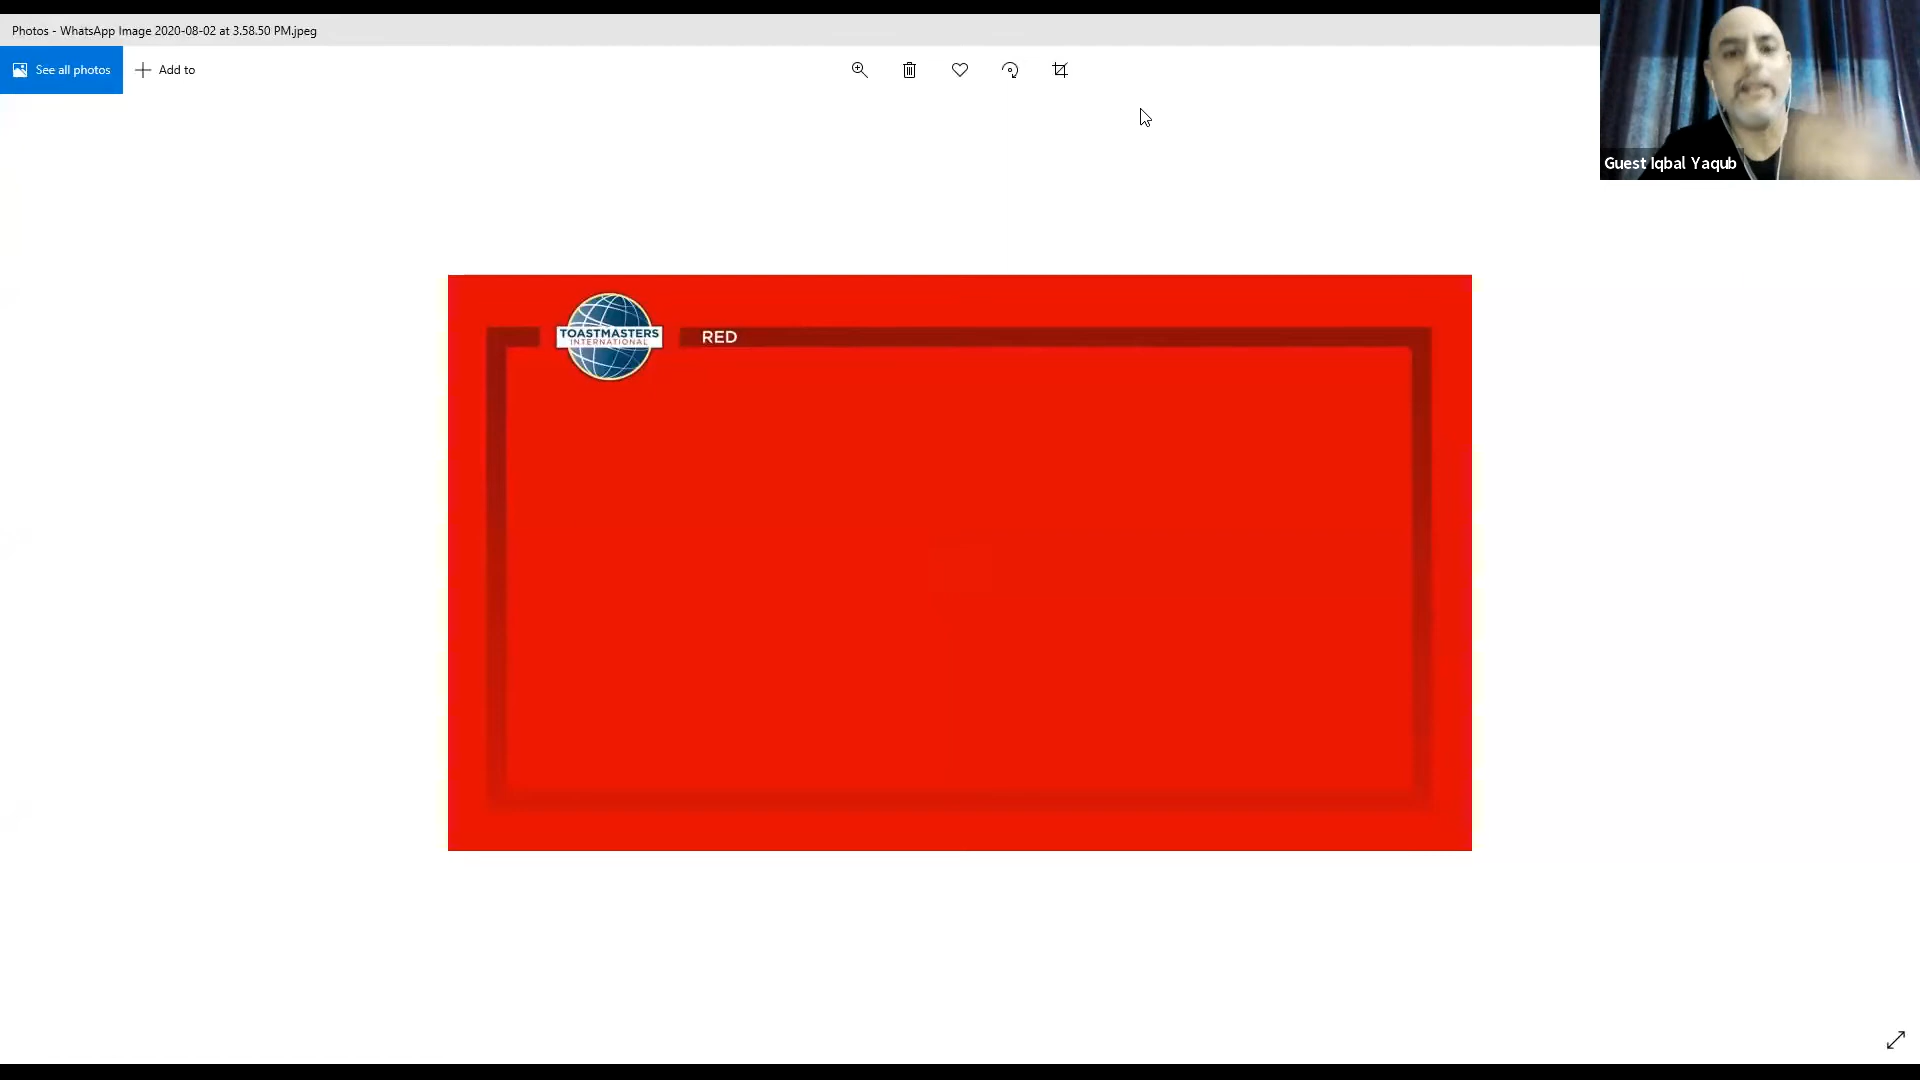 Photos - WhatsApp Image 2020-08-02 at 3.58.50 PM.jpeg
See all photos
Add to
Guest Iqbal Yaqub
TOASTMASTERS
INTERNATIONAL
RED